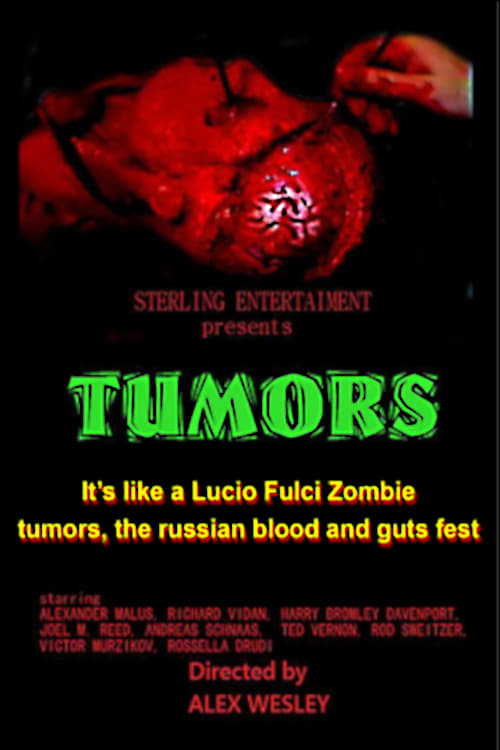 STERLING ENTERTAIMENT
presents
TUMORS
It's like a Lucio Fulci Zombie
tumors, the russian blood and guts fest
starring
ALEXANDER MALUS, RICHARD VIDAN, HARRY BROMLEY DAVENPORT,
JOEL M. REED, ANDREAS SCHNAAS, TED VERNON, ROD SWEITZER,
VICTOR MURZIKOV, ROSSELLA DRUDI
Directed by
ALEX WESLEY